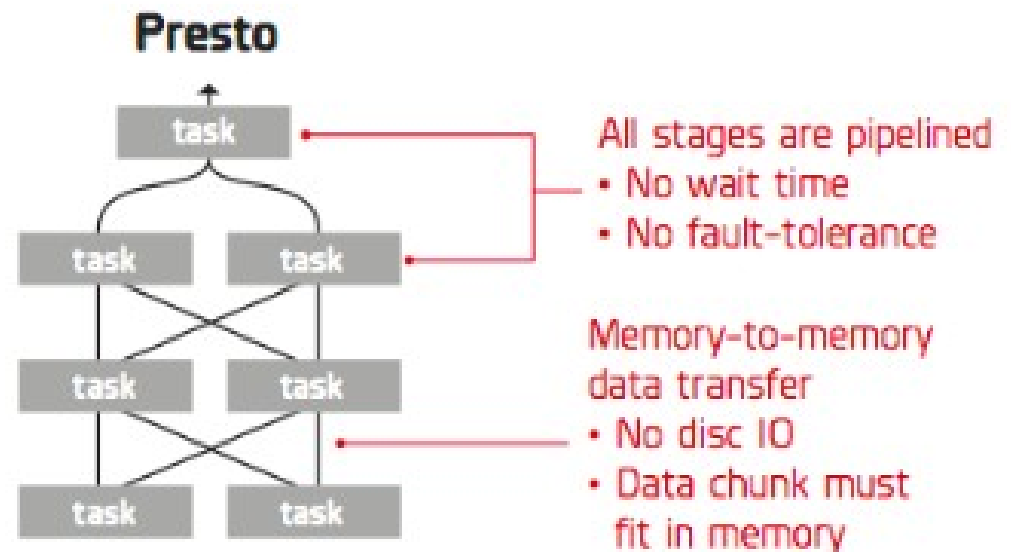 Presto
task
All stages are pipelined
• No wait time
• No fault-tolerance
task task
Memory-to-memory
data transfer
task task
• No disc IO
• Data chunk must
fit in memory
task task